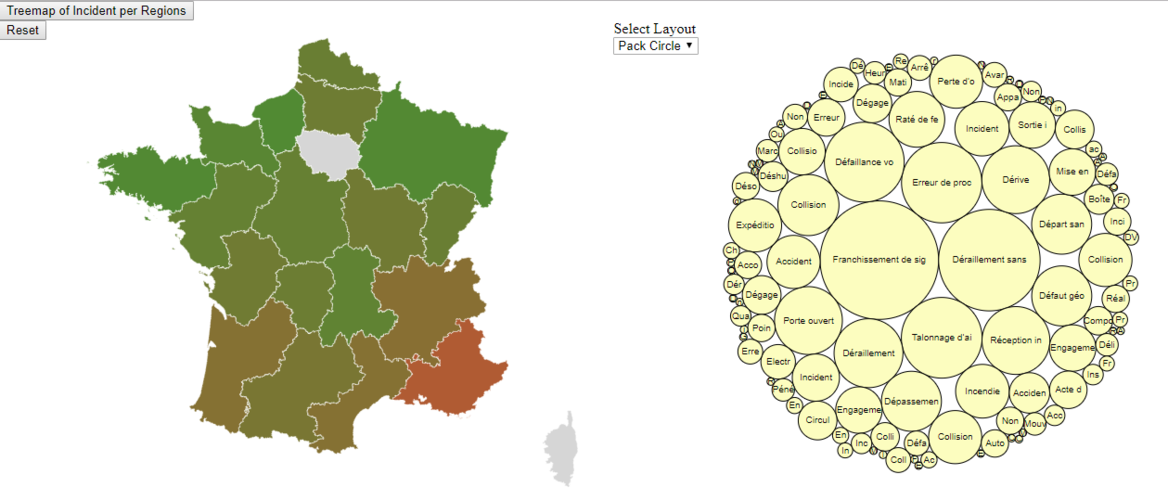 Treemap of Incident per Regions
Reset
Select Layout
Pack Circle
Dé
Re
Arrê
Heur
Mati
Incide
Perte d'o
Avar
Appa
Non
in
Dégage
Raté de fe
Incident
Sortie i
Collis
Non
Erreur
Ou
Marc
Collisio
Défaillance vo
Erreur de proc
Dérive
Mise en
ac
Défa
Déshu
Déso
Collision
Boîte
Fr
Expéditio
Départ san
Inci
DV
Ch
Acco
Accident
Franchissement de sig
Déraillement sans
Collision
Dér
Dégage
Défaut géo
Pr
Réal
Qua
Poin
Porte ouvert
Talonnage d'ai
Réception in
Compo
Pr
Erre
Electr
Déraillement
Engageme
Déli
Fr
Incident
Péne
En
Incendie
Acciden
Acte d
Ins
Circul
Engageme
Dépassemen
Non
Mouv
Acc
En
In
Inc
Colli
Défa
Collision
Auto
Coll
Ac